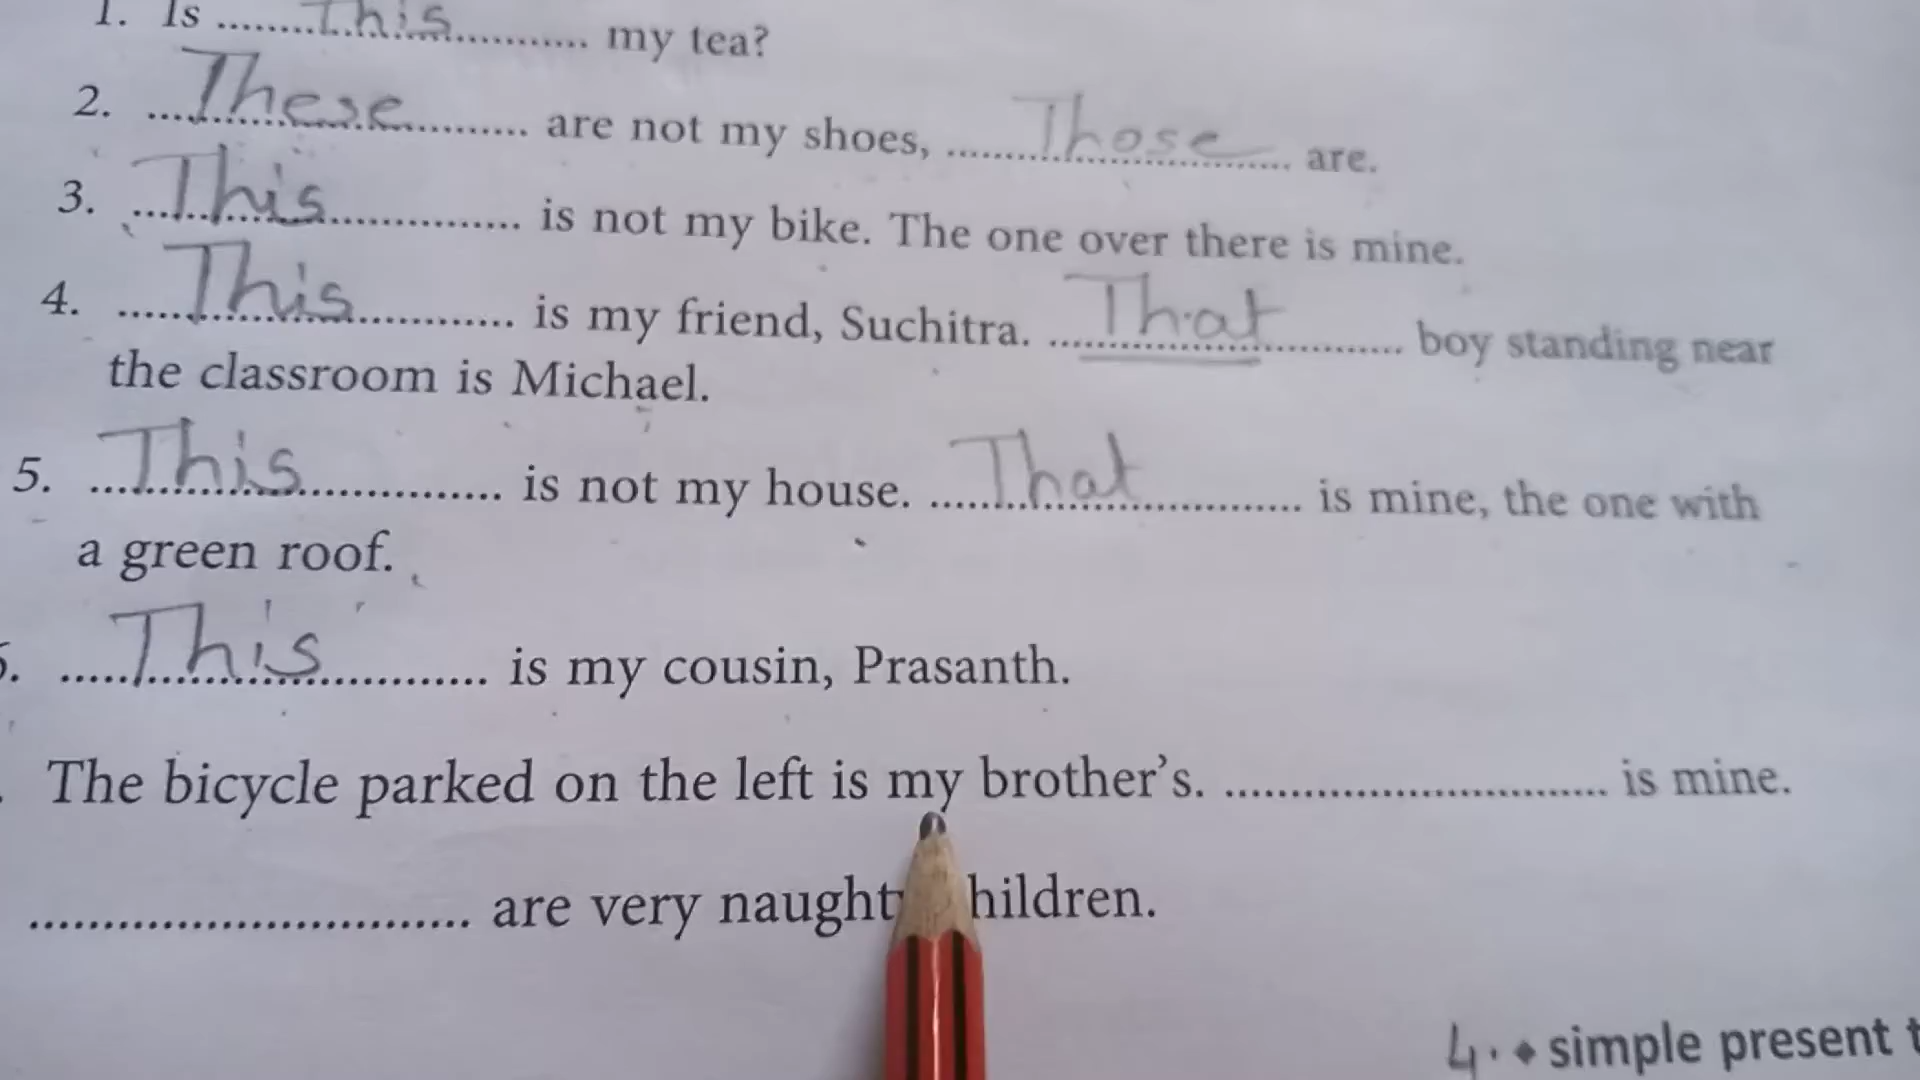 1. Is ........This........ my tea?
2. ........These........ are not my shoes, ........Those........ are.
3. ........This........ is not my bike. The one over there is mine.
4. ........This........ is my friend, Suchitra. ........That........ boy standing near
the classroom is Michael.
5. ........This........ is not my house. ........That........ is mine, the one with
a green roof.
6. ........This........ is my cousin, Prasanth.
The bicycle parked on the left is my brother's. ................ is mine.
................ are very naught hildren.
4. ◆ simple present t